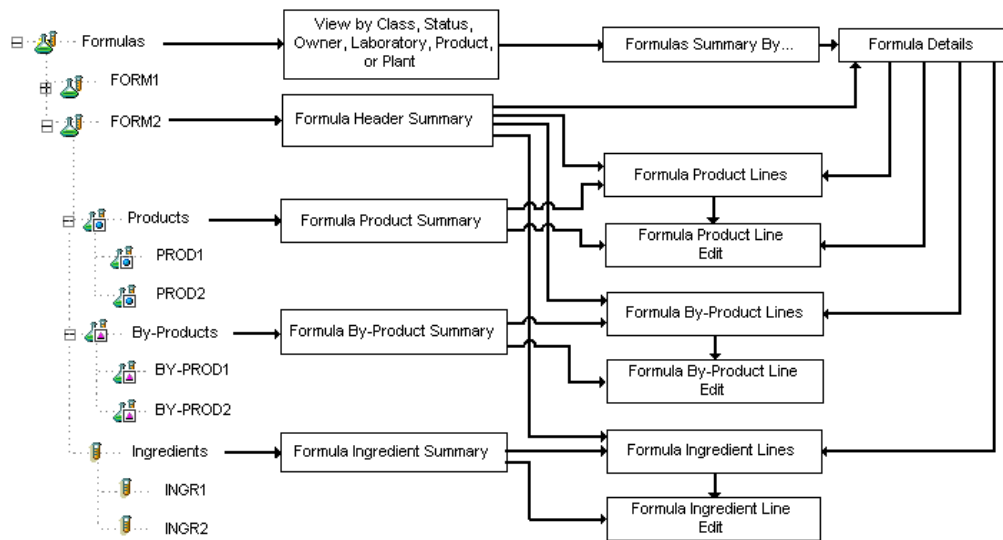 Formulas
View by Class, Status,
Owner, Laboratory, Product,
or Plant
Formulas Summary By...
Formula Details
FORM1
FORM2
Formula Header Summary
Formula Product Lines
Products
Formula Product Summary
Formula Product Line
Edit
PROD1
PROD2
Formula By-Product Lines
By-Products
Formula By-Product Summary
Formula By-Product Line
Edit
BY-PROD1
BY-PROD2
Ingredients
Formula Ingredient Summary
Formula Ingredient Lines
INGR1
INGR2
Formula Ingredient Line
Edit